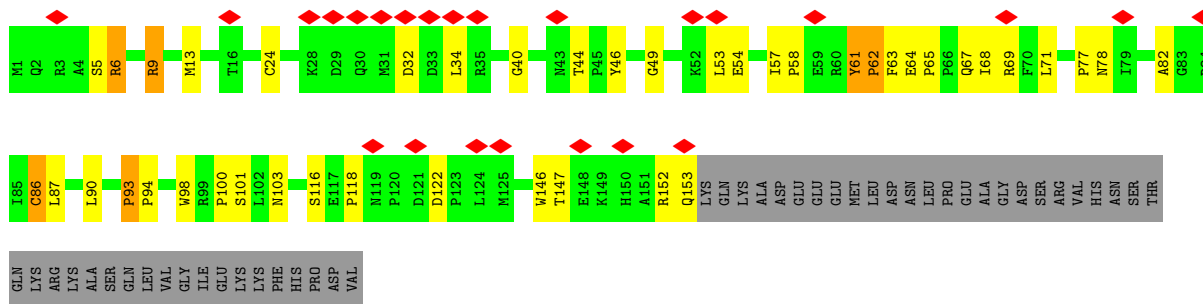 M1 Q2 R3 A4 S5 R6 R9 M13 T16 C24 K28 D29 Q30 M31 D32 D33 L34 R35 G40 N43 T44 P45 Y46 G49 K52 L53 E54 I57 P58 E59 R60 Y61 P62 F63 E64 P65 P66 Q67 I68 R69 F70 L71 P77 N78 I79 A82 G83
I85 C86 L87 L90 P93 P94 W98 R99 P100 S101 L102 N103 S116 E117 P118 N119 P120 D121 D122 P123 L124 M125 W146 T147 E148 K149 H150 A151 R152 Q153 LYS GLN LYS ALA ASP GLU GLU GLU MET LEU ASP ASP ASN LEU PRO GLU ALA GLY ASP SER ARG VAL HIS ASN SER THR
GLN LYS ARG LYS ALA SER GLN LEU VAL GLY ILE GLU LYS LYS PHE HIS PRO ASP VAL